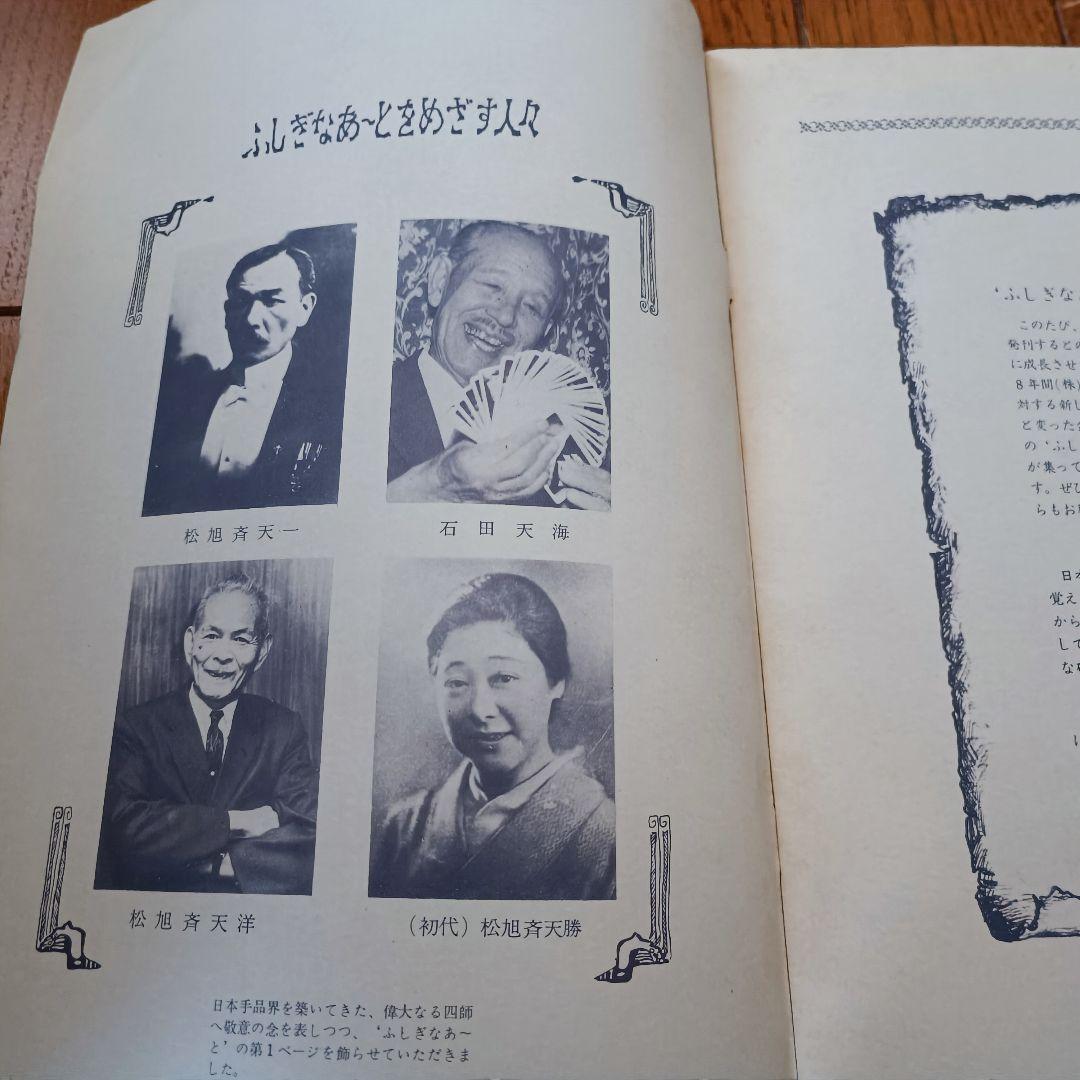 ふしぎなあ〜とをめざす人々
松旭斉天一
石田天海
松旭斉天洋
(初代) 松旭斉天勝
日本手品界を築いてきた、偉大なる四師
へ敬意の念を表しつつ、‘ふしぎなあ〜
と’の第1ページを飾らせていただきま
した。
‘ふしぎな
このたび、
発刊するとの
に成長させ
8年間(株)
対する新し
と変った
の‘ふし
が集って
す。ぜひ
らもお
日本
覚え
から
して
な